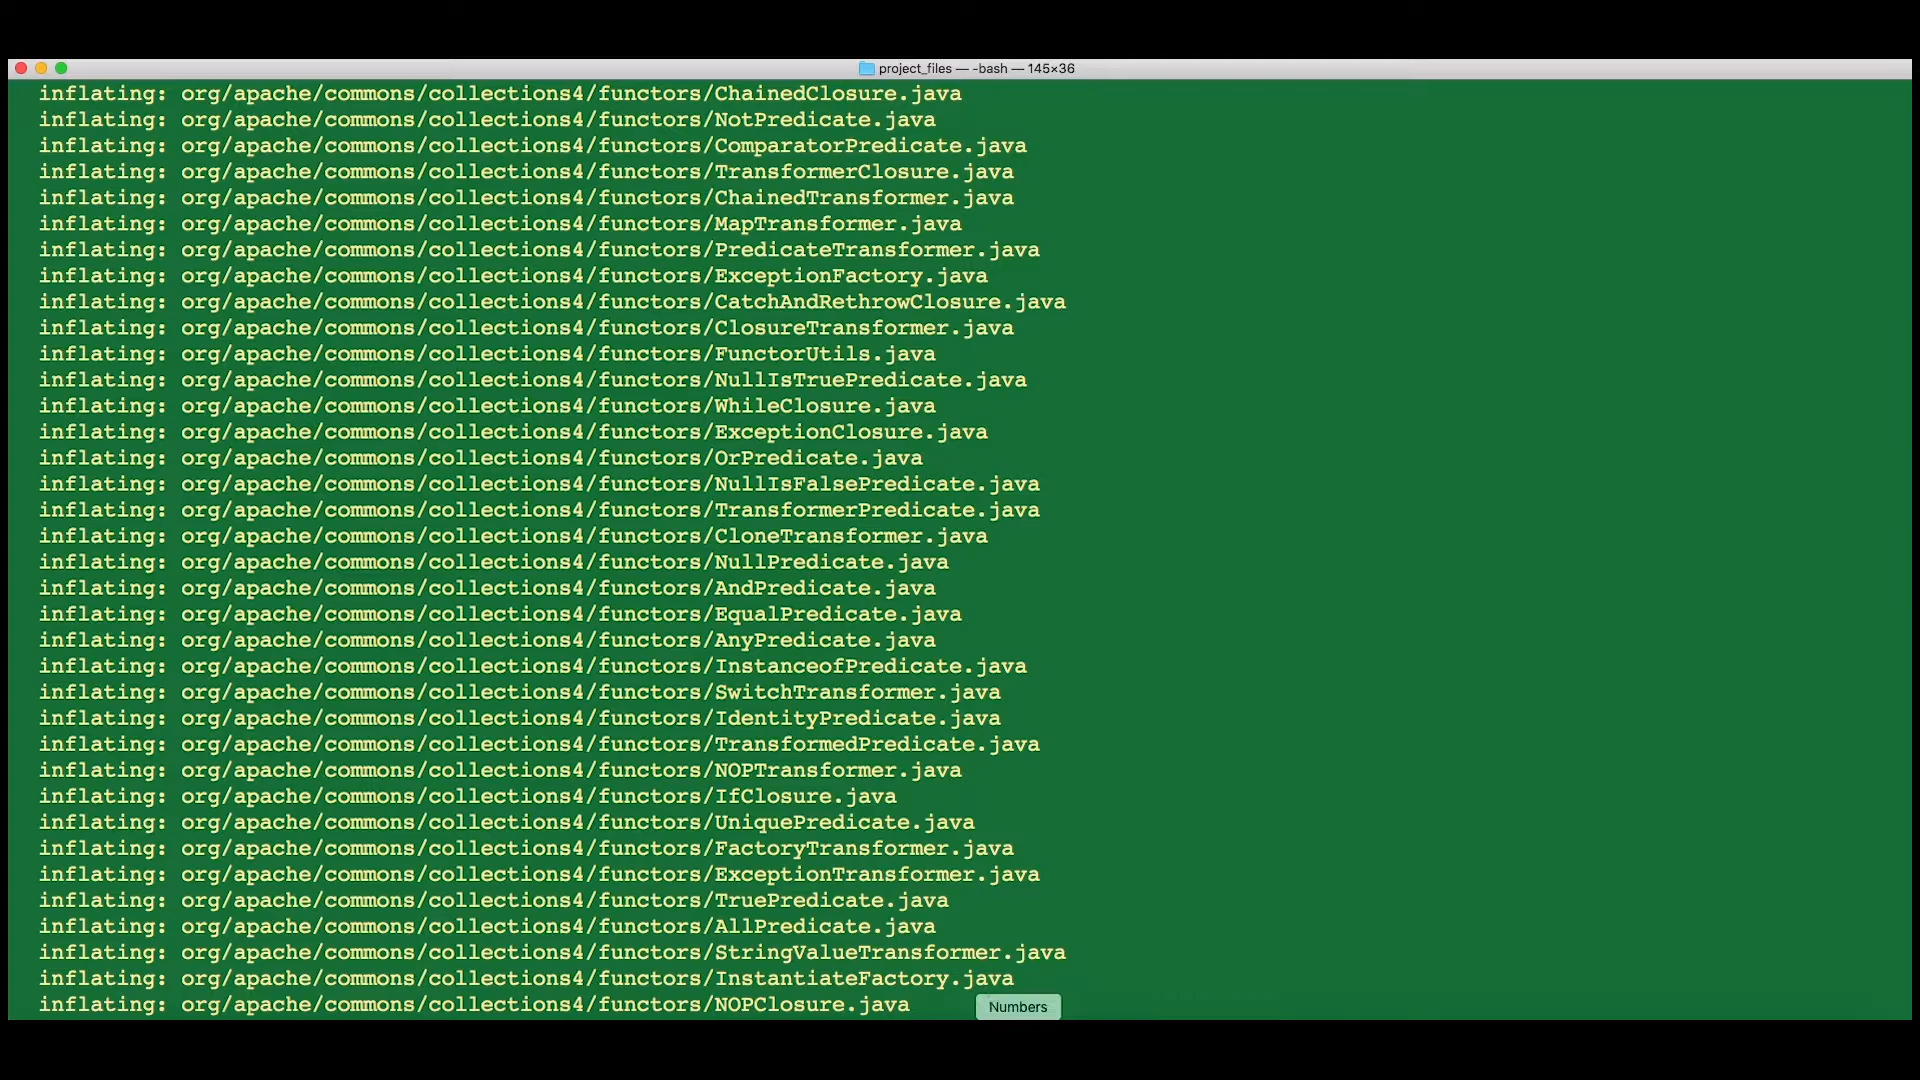 project_files — -bash — 145×36
inflating: org/apache/commons/collections4/functors/ChainedClosure.java
inflating: org/apache/commons/collections4/functors/NotPredicate.java
inflating: org/apache/commons/collections4/functors/ComparatorPredicate.java
inflating: org/apache/commons/collections4/functors/TransformerClosure.java
inflating: org/apache/commons/collections4/functors/ChainedTransformer.java
inflating: org/apache/commons/collections4/functors/MapTransformer.java
inflating: org/apache/commons/collections4/functors/PredicateTransformer.java
inflating: org/apache/commons/collections4/functors/ExceptionFactory.java
inflating: org/apache/commons/collections4/functors/CatchAndRethrowClosure.java
inflating: org/apache/commons/collections4/functors/ClosureTransformer.java
inflating: org/apache/commons/collections4/functors/FunctorUtils.java
inflating: org/apache/commons/collections4/functors/NullIsTruePredicate.java
inflating: org/apache/commons/collections4/functors/WhileClosure.java
inflating: org/apache/commons/collections4/functors/ExceptionClosure.java
inflating: org/apache/commons/collections4/functors/OrPredicate.java
inflating: org/apache/commons/collections4/functors/NullIsFalsePredicate.java
inflating: org/apache/commons/collections4/functors/TransformerPredicate.java
inflating: org/apache/commons/collections4/functors/CloneTransformer.java
inflating: org/apache/commons/collections4/functors/NullPredicate.java
inflating: org/apache/commons/collections4/functors/AndPredicate.java
inflating: org/apache/commons/collections4/functors/EqualPredicate.java
inflating: org/apache/commons/collections4/functors/AnyPredicate.java
inflating: org/apache/commons/collections4/functors/InstanceofPredicate.java
inflating: org/apache/commons/collections4/functors/SwitchTransformer.java
inflating: org/apache/commons/collections4/functors/IdentityPredicate.java
inflating: org/apache/commons/collections4/functors/TransformedPredicate.java
inflating: org/apache/commons/collections4/functors/NOPTransformer.java
inflating: org/apache/commons/collections4/functors/IfClosure.java
inflating: org/apache/commons/collections4/functors/UniquePredicate.java
inflating: org/apache/commons/collections4/functors/FactoryTransformer.java
inflating: org/apache/commons/collections4/functors/ExceptionTransformer.java
inflating: org/apache/commons/collections4/functors/TruePredicate.java
inflating: org/apache/commons/collections4/functors/AllPredicate.java
inflating: org/apache/commons/collections4/functors/StringValueTransformer.java
inflating: org/apache/commons/collections4/functors/InstantiateFactory.java
inflating: org/apache/commons/collections4/functors/NOPClosure.java
Numbers